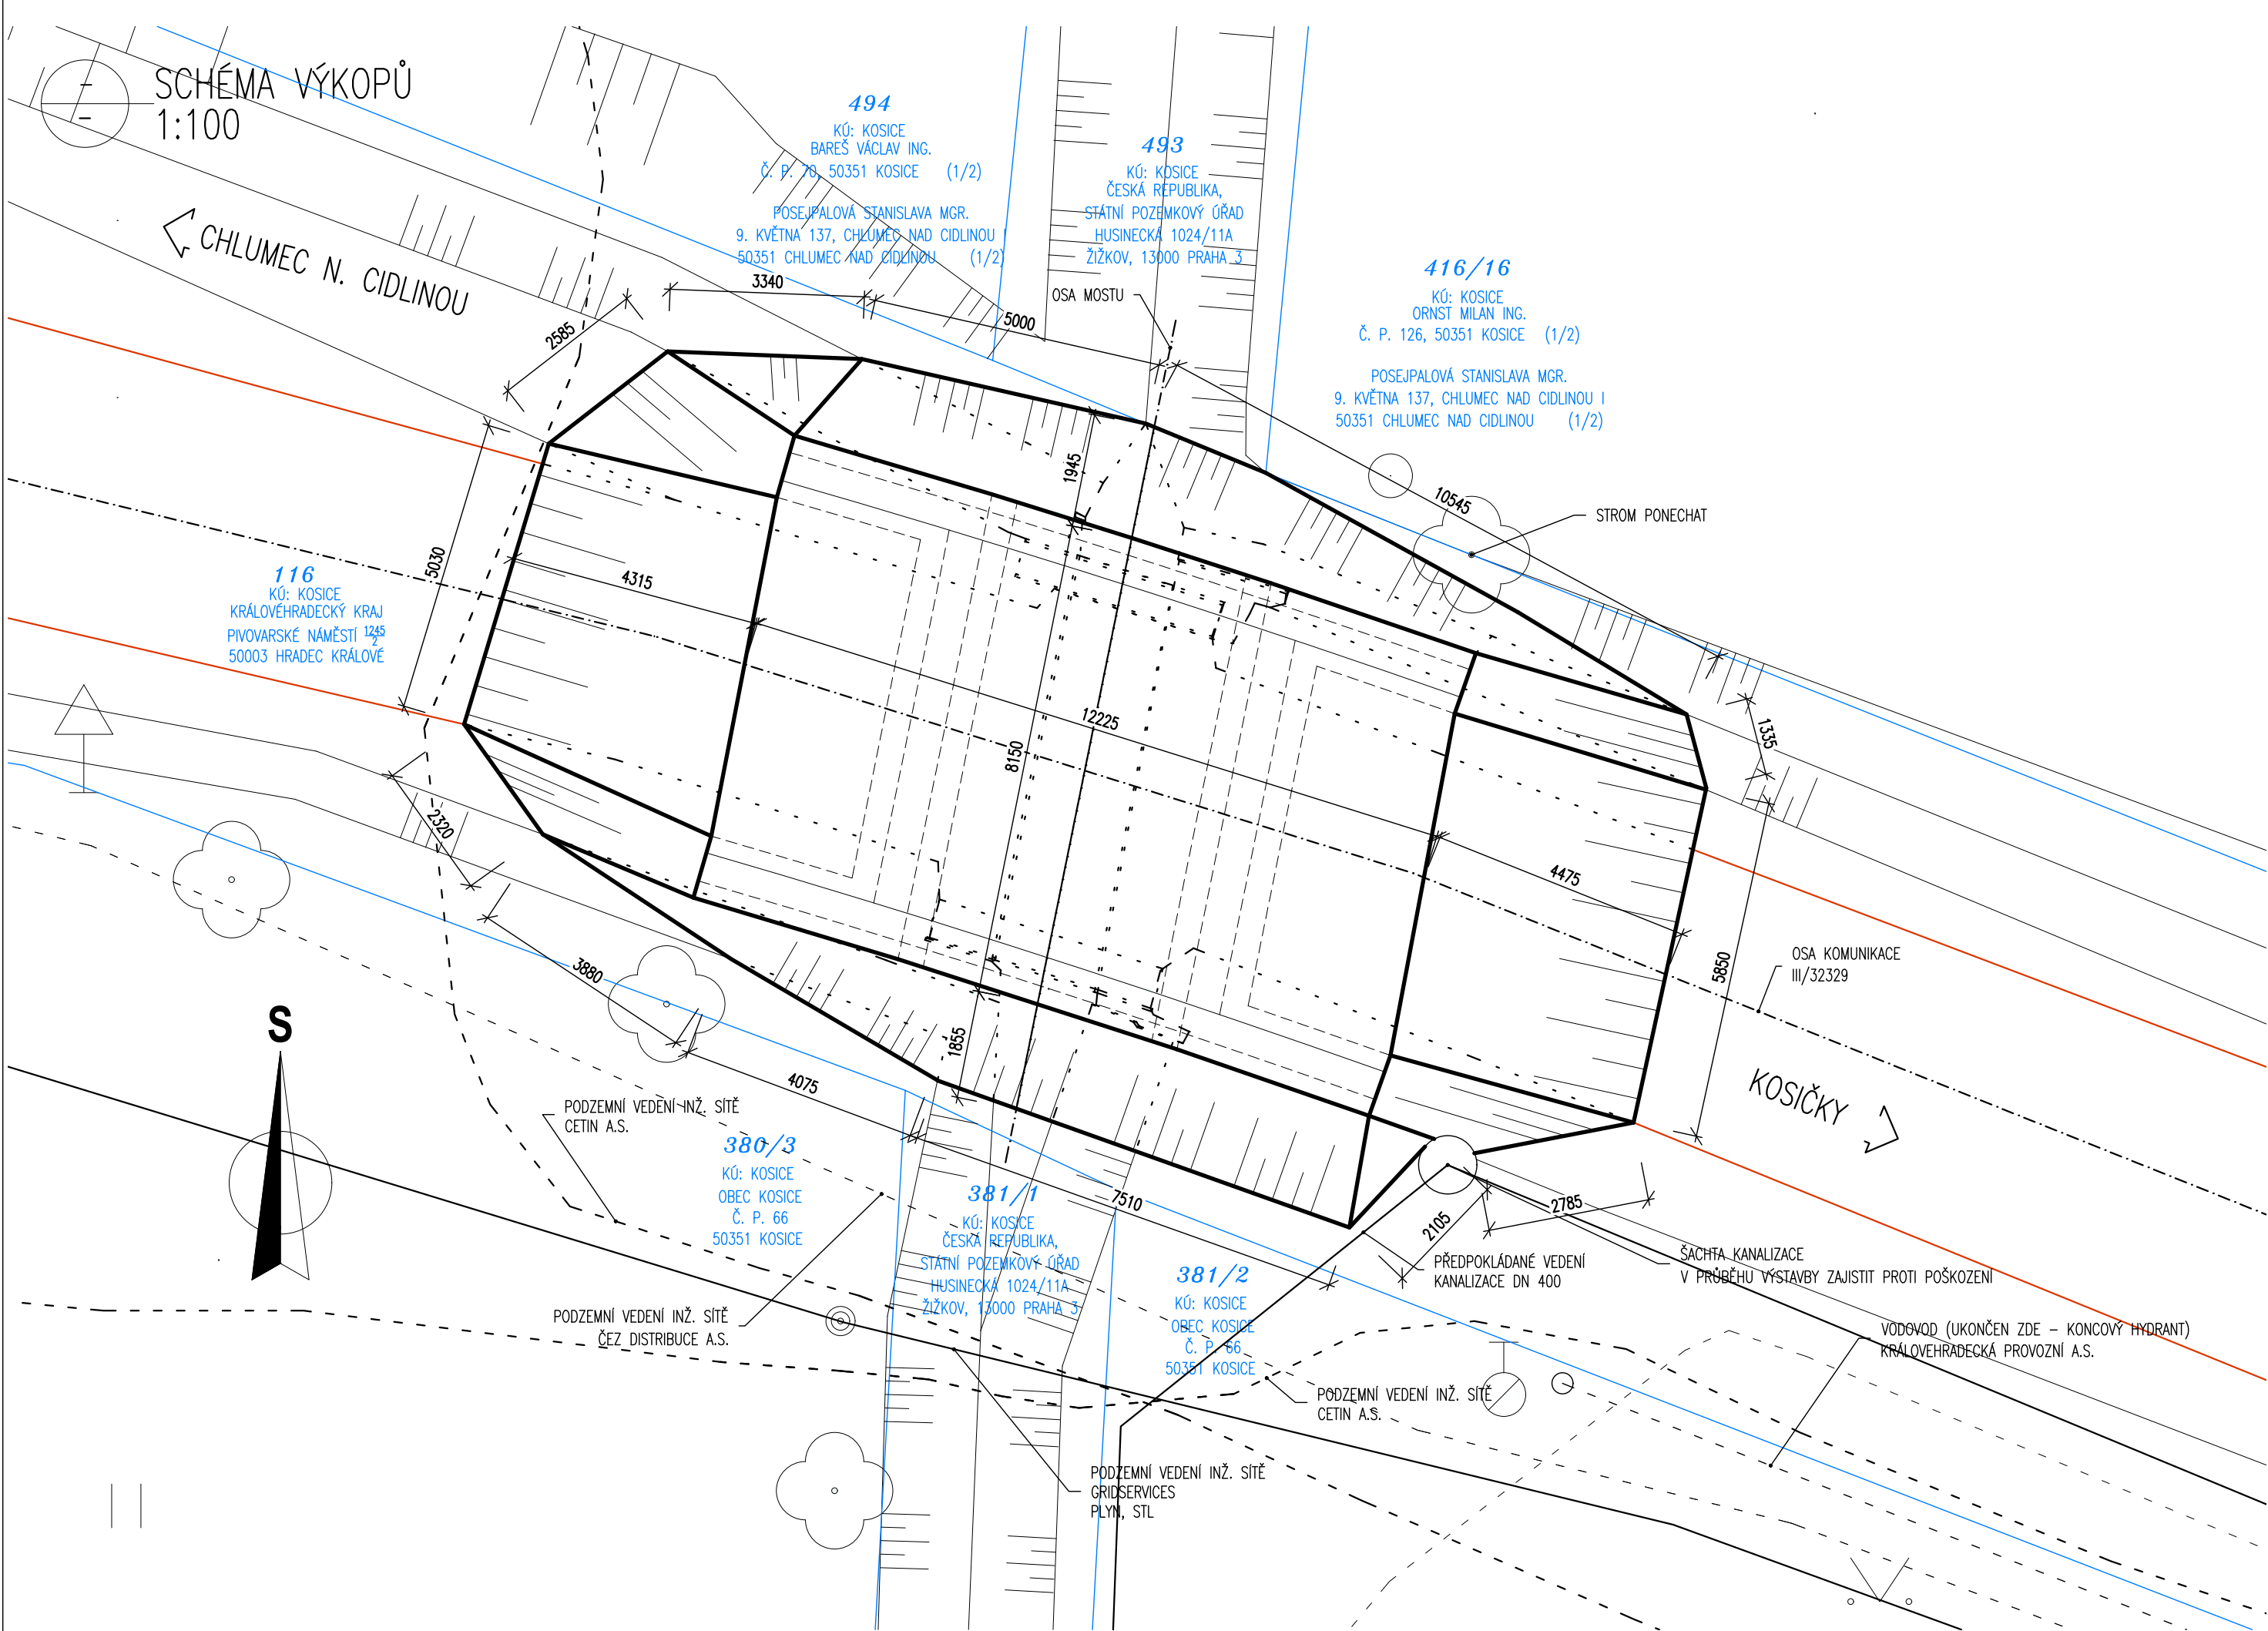 SCHÉMA VÝKOPŮ
1:100
CHLUMEC N. CIDLINOU
494
KÚ: KOSICE
BAREŠ VÁCLAV ING.
Č. P. 70, 50351 KOSICE (1/2)
POSEJPALOVÁ STANISLAVA MGR.
9. KVĚTNA 137, CHLUMEC NAD CIDLINOU I
50351 CHLUMEC NAD CIDLINOU (1/2)
493
KÚ: KOSICE
ČESKÁ REPUBLIKA,
STÁTNÍ POZEMKOVÝ ÚŘAD
HUSINECKÁ 1024/11A
ŽIŽKOV, 13000 PRAHA 3
OSA MOSTU
416/16
KÚ: KOSICE
ORNST MILAN ING.
Č. P. 126, 50351 KOSICE (1/2)
POSEJPALOVÁ STANISLAVA MGR.
9. KVĚTNA 137, CHLUMEC NAD CIDLINOU I
50351 CHLUMEC NAD CIDLINOU (1/2)
3340
5000
2585
1945
10545
STROM PONECHAT
5030
4315
116
KÚ: KOSICE
KRÁLOVÉHRADECKÝ KRAJ
PIVOVARSKÉ NÁMĚSTÍ 1245/2
50003 HRADEC KRÁLOVÉ
12225
8150
1335
2320
4475
3880
5850
OSA KOMUNIKACE
III/32329
S
1855
4075
KOSIČKY
PODZEMNÍ VEDENÍ INŽ. SÍTĚ
CETIN A.S.
380/3
KÚ: KOSICE
OBEC KOSICE
Č. P. 66
50351 KOSICE
381/1
KÚ: KOSICE
ČESKÁ REPUBLIKA,
STÁTNÍ POZEMKOVÝ ÚŘAD
HUSINECKÁ 1024/11A
ŽIŽKOV, 13000 PRAHA 3
7510
2105
2785
PŘEDPOKLÁDANÉ VEDENÍ
KANALIZACE DN 400
ŠACHTA KANALIZACE
V PRŮBĚHU VÝSTAVBY ZAJISTIT PROTI POŠKOZENÍ
381/2
KÚ: KOSICE
OBEC KOSICE
Č. P. 66
50351 KOSICE
PODZEMNÍ VEDENÍ INŽ. SÍTĚ
ČEZ DISTRIBUCE A.S.
VODOVOD (UKONČEN ZDE – KONCOVÝ HYDRANT)
KRÁLOVEHRADECKÁ PROVOZNÍ A.S.
PODZEMNÍ VEDENÍ INŽ. SÍTĚ
CETIN A.S.
PODZEMNÍ VEDENÍ INŽ. SÍTĚ
GRIDSERVICES
PLYN, STL